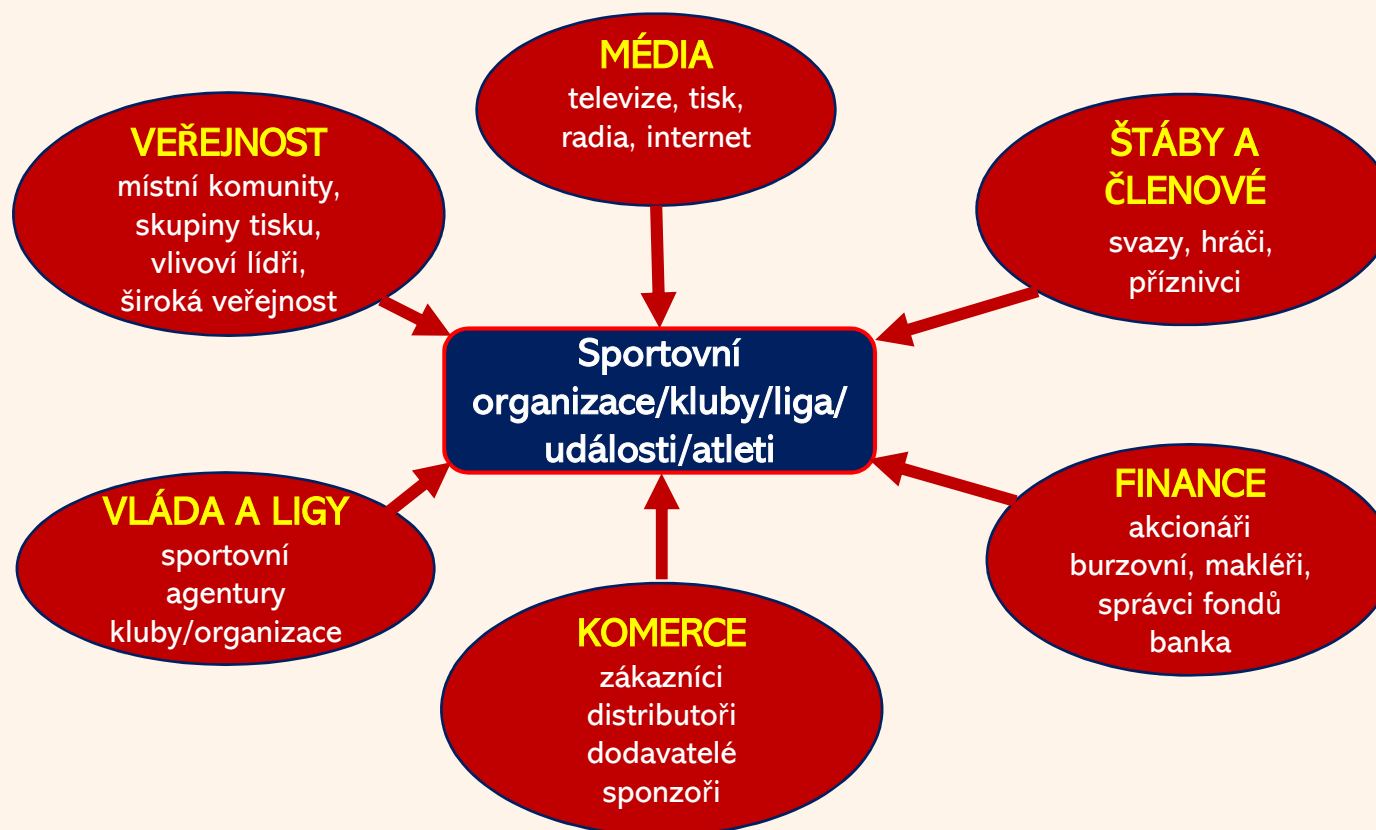 MÉDIA
televize, tisk,
radia, internet
VEŘEJNOST
místní komunity,
skupiny tisku,
vlivoví lídři,
široká veřejnost
ŠTÁBY A
ČLENOVÉ
svazy, hráči,
příznivci
Sportovní
organizace/kluby/liga/
události/atleti
VLÁDA A LIGY
sportovní
agentury
kluby/organizace
KOMERCE
zákazníci
distributoři
dodavatelé
sponzoři
FINANCE
akcionáři
burzovní, makléři,
správci fondů
banka